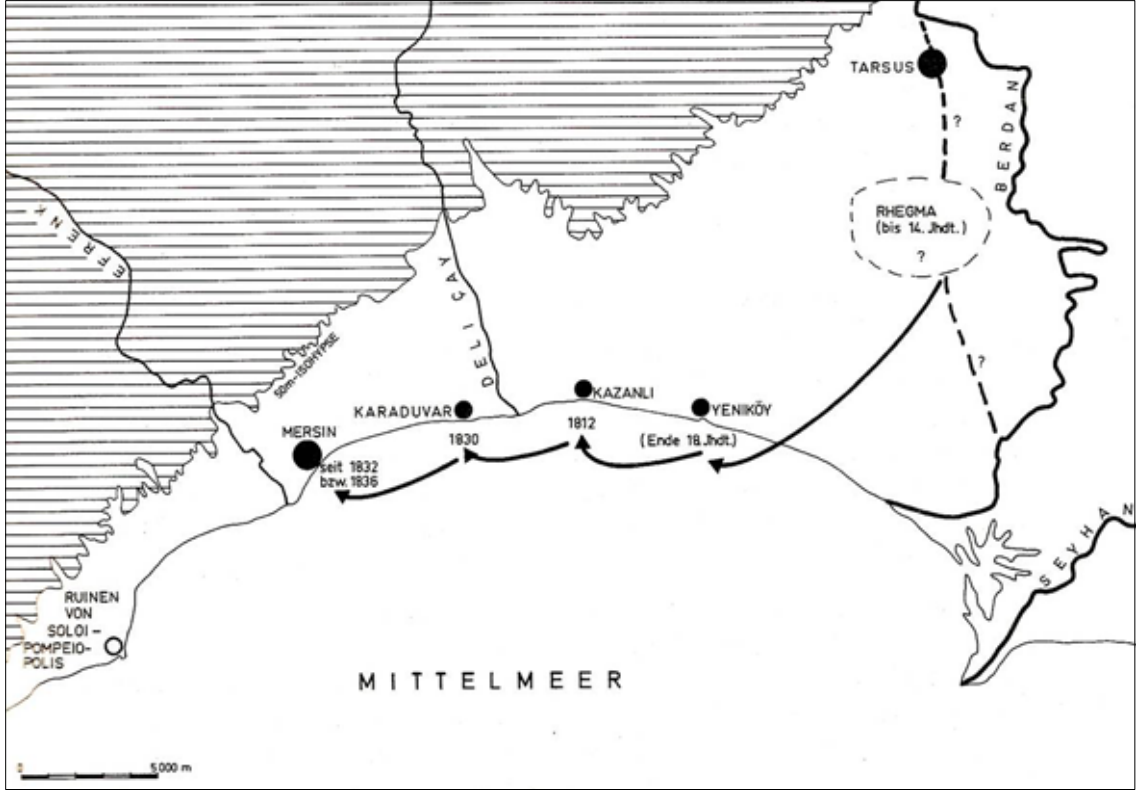 TARSUS
?
BERDAN
RHEGMA
(bis 14. Jhdt.)
?
EFRENK
DELI ÇAY
50m-ISOHYPSE
?
KAZANLI
KARADUVAR
YENIKÖY
1812
MERSIN
1830
(Ende 18. Jhdt.)
seit 1832
bzw. 1836
SEYHAN
RUINEN
VON
SOLOI-
POMPEIO-
POLIS
MITTELMEER
0
5000 m